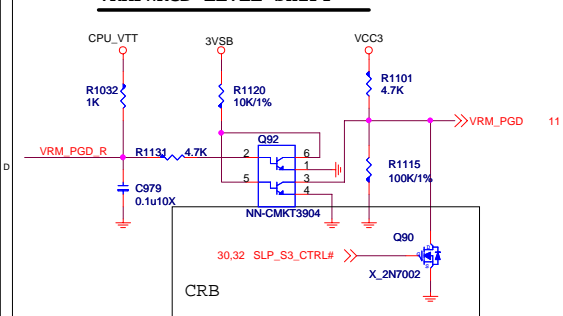 CPU_VTT
3VSB
VCC3
R1032
1K
R1120
10K/1%
R1101
4.7K
VRM_PGD 11
Q92
VRM_PGD_R
R1131 4.7K
2
6
1
5
3
4
R1115
100K/1%
D
C979
0.1u10X
NN-CMKT3904
Q90
30,32 SLP_S3_CTRL#
X_2N7002
CRB